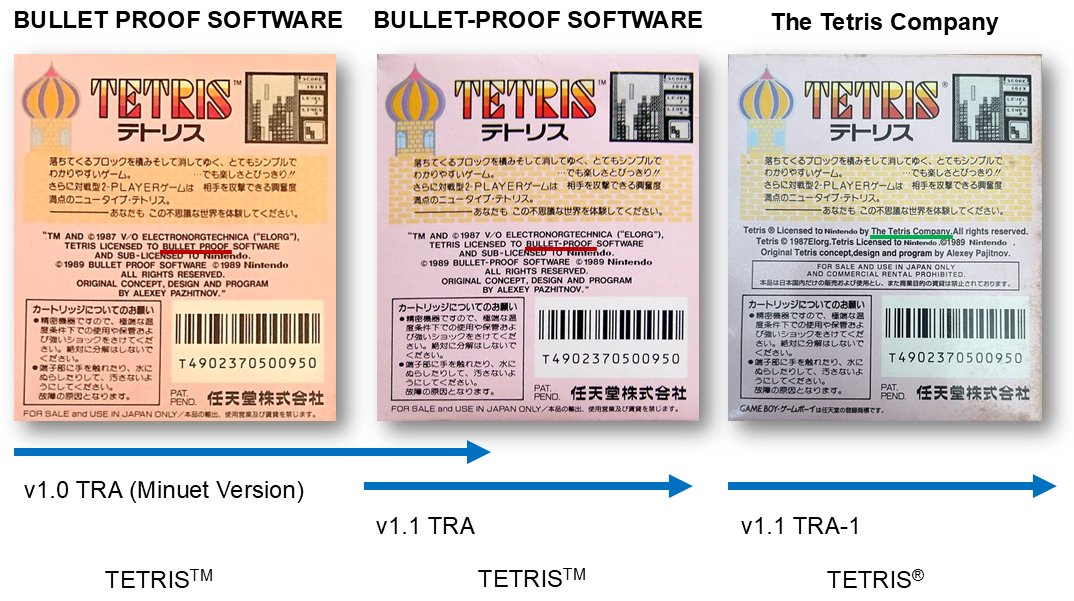 BULLET PROOF SOFTWARE
BULLET-PROOF SOFTWARE
The Tetris Company
TETRIS™
テトリス
SCORE
1613
LEVEL
LINES
落ちてくるブロックを積みそして消してゆく、とてもシンプルで
わかりやすいゲーム。 …でも楽しさとびっきり!!
さらに対戦型2-PLAYERゲームは 相手を攻撃できる興奮度
満点のニュータイプ・テトリス。
――――あなたも この不思議な世界を体験してください。
"TM AND ©1987 V/O ELECTRONORGTECHNICA ("ELORG"),
TETRIS LICENSED TO BULLET PROOF SOFTWARE
AND SUB-LICENSED TO Nintendo.
©1989 BULLET PROOF SOFTWARE ©1989 Nintendo
ALL RIGHTS RESERVED.
ORIGINAL CONCEPT, DESIGN AND PROGRAM
BY ALEXEY PAZHITNOV."
カートリッジについてのお願い
●精密機器ですので、極端な温
度条件下での使用や保管およ
び強いショックをさけてくだ
さい。絶対に分解はしないで
ください。
●端子部に手を触れたり、水に
ぬらしたりして、汚さないよ
うにしてください。
故障の原因となります。
T4902370500950
PAT.
PEND.
任天堂株式会社
FOR SALE and USE IN JAPAN ONLY/本品の輸出、使用営業及び賃貸を禁じます。
TETRIS™
テトリス
SCORE
1613
LEVEL
LINES
落ちてくるブロックを積みそして消してゆく、とてもシンプルで
わかりやすいゲーム。 …でも楽しさとびっきり!!
さらに対戦型2-PLAYERゲームは 相手を攻撃できる興奮度
満点のニュータイプ・テトリス。
――――あなたも この不思議な世界を体験してください。
"TM AND ©1987 V/O ELECTRONORGTECHNICA ("ELORG"),
TETRIS LICENSED TO BULLET-PROOF SOFTWARE
AND SUB-LICENSED TO Nintendo.
©1989 BULLET-PROOF SOFTWARE ©1989 Nintendo
ALL RIGHTS RESERVED.
ORIGINAL CONCEPT, DESIGN AND PROGRAM
BY ALEXEY PAZHITNOV."
カートリッジについてのお願い
●精密機器ですので、極端な温
度条件下での使用や保管およ
び強いショックをさけてくだ
さい。絶対に分解はしないで
ください。
●端子部に手を触れたり、水に
ぬらしたりして、汚さないよ
うにしてください。
故障の原因となります。
T4902370500950
PAT.
PEND.
任天堂株式会社
FOR SALE and USE IN JAPAN ONLY/本品の輸出、使用営業及び賃貸を禁じます。
TETRIS®
テトリス
SCORE
1613
LEVEL
LINES
落ちてくるブロックを積みそして消してゆく、とてもシンプルで
わかりやすいゲーム。 …でも楽しさとびっきり!!
さらに対戦型2-PLAYERゲームは 相手を攻撃できる興奮度
満点のニュータイプ・テトリス。
――――あなたも この不思議な世界を体験してください。
Tetris ® Licensed to Nintendo by The Tetris Company.All rights reserved.
Tetris © 1987Elorg.Tetris Licensed to Nintendo .©1989 Nintendo .
Original Tetris concept,design and program by Alexey Pajitnov.
FOR SALE AND USE IN JAPAN ONLY
AND COMMERCIAL RENTAL PROHIBITED.
本品は日本国内だけの販売および使用とし、また商業目的の賃貸は禁止されております。
カートリッジについてのお願い
●精密機器ですので、極端な温
度条件下での使用や保管およ
び強いショックをさけてくだ
さい。絶対に分解はしないで
ください。
●端子部に手を触れたり、水に
ぬらしたりして、汚さないよ
うにしてください。
故障の原因となります。
T4902370500950
PAT.
PEND.
任天堂株式会社
GAME BOY・ゲームボーイは任天堂の登録商標です。
v1.0 TRA (Minuet Version)
v1.1 TRA
v1.1 TRA-1
TETRIS™
TETRIS™
TETRIS®